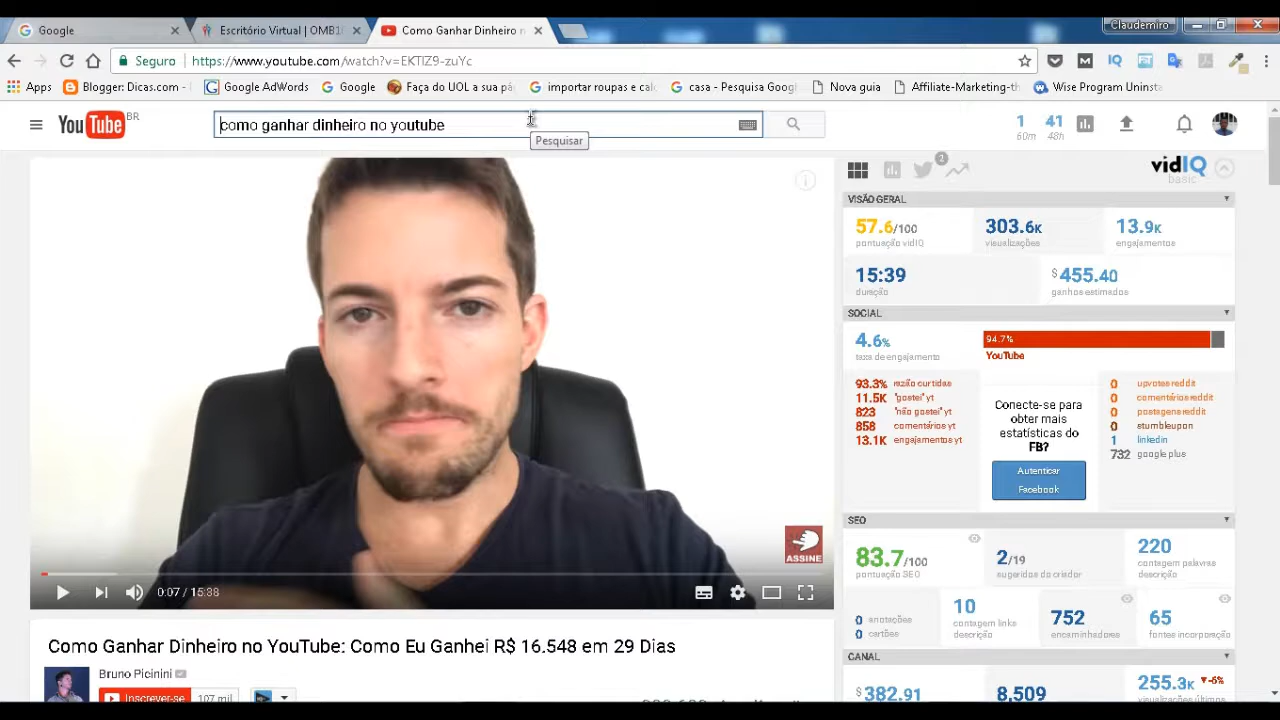 Google
Escritório Virtual | OMB1
Como Ganhar Dinheiro n
Claudemiro
Seguro
https://www.youtube.com/watch?v=EKTIZ9-zuYc
Apps
Blogger: Dicas.com -
Google AdWords
Google
Faça do UOL a sua pá
importar roupas e cal
casa - Pesquisa Goog
Nova guia
Affiliate-Marketing-th
Wise Program Unins
YouTube BR
como ganhar dinheiro no youtube
1 60m
41 48h
Pesquisar
2
vidIQ
basic
VISÃO GERAL
57.6/100
pontuação vidIQ
303.6K
visualizações
13.9K
engajamentos
15:39
duração
$455.40
ganhos estimados
SOCIAL
4.6%
taxa de engajamento
94.7%
YouTube
93.3% razão curtidas
11.5K "gostei" yt
823 "não gostei" yt
858 comentários yt
13.1K engajamentos yt
Conecte-se para
obter mais
estatísticas do
FB?
Autenticar
Facebook
0 upvotes reddit
0 comentários reddit
0 postagens reddit
0 stumbleupon
1 linkedin
732 google plus
SEO
83.7/100
pontuação SEO
2/19
sugeridas do criador
220
contagem palavras
descrição
0 anotações
0 cartões
10
contagem links
descrição
752
encaminhadores
65
fontes incorporação
CANAL
$382.91
8,509
255.3K ▼-6%
visualizações últimos
ASSINE
0:07 / 15:38
Como Ganhar Dinheiro no YouTube: Como Eu Ganhei R$ 16.548 em 29 Dias
Bruno Picinini
Inscrever-se 107 mil